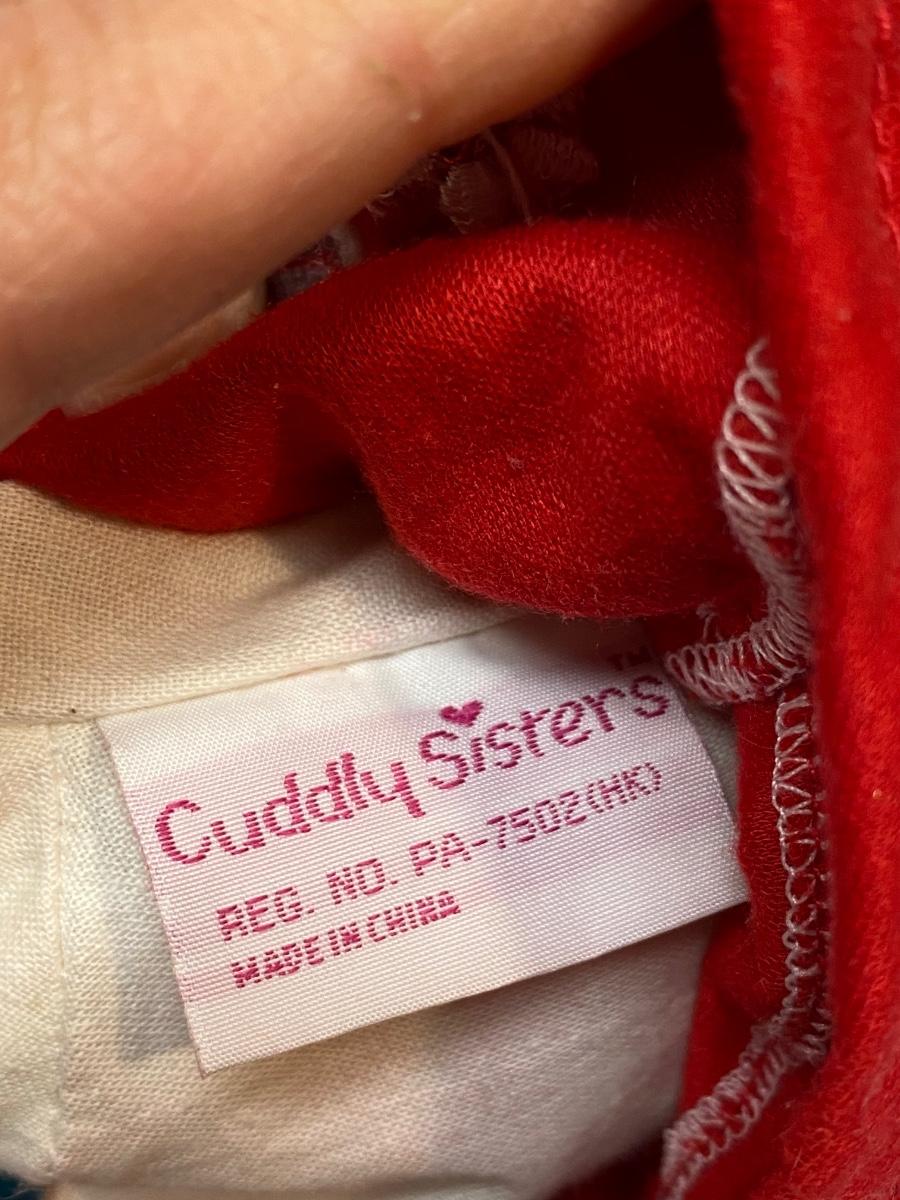 Cuddly Sisters™
REG. NO. PA-7502(HK)
MADE IN CHINA